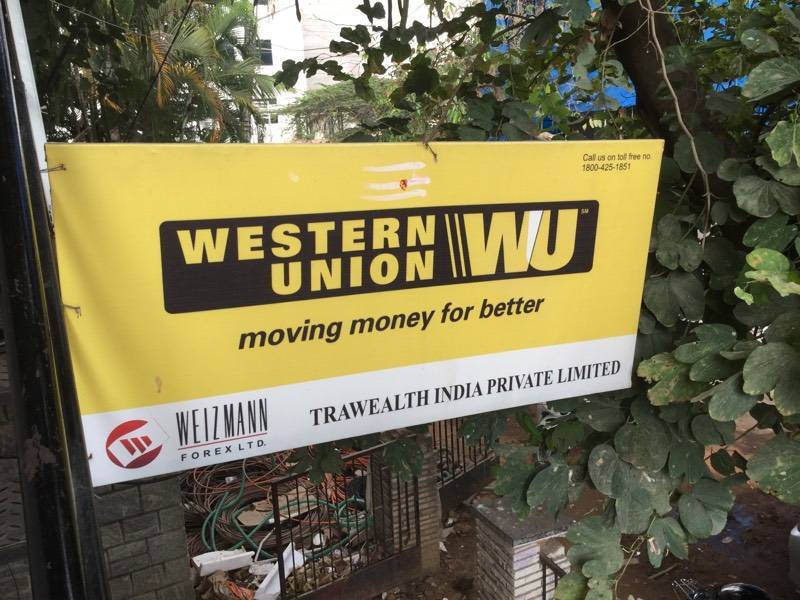 Call us on toll free no.
1800-425-1851
WESTERN
UNION
WU SM
moving money for better
WEIZMANN
FOREX LTD.
TRAWEALTH INDIA PRIVATE LIMITED